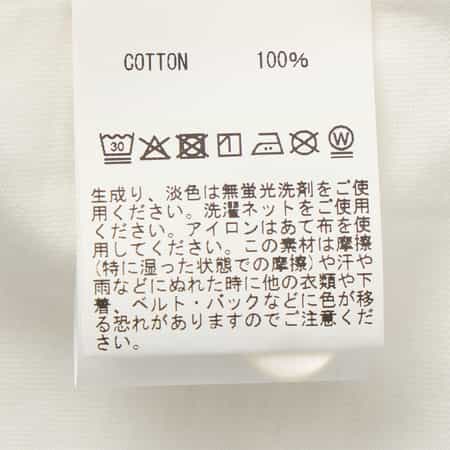 COTTON 100%
30 W
生成り、淡色は無蛍光洗剤をご使
用ください。洗濯ネットをご使用
ください。アイロンはあて布を使
用してください。この素材は摩擦
(特に湿った状態での摩擦)や汗や
雨などにぬれた時に他の衣類や下
着、ベルト・バックなどに色が移
る恐れがありますのでご注意くだ
さい。